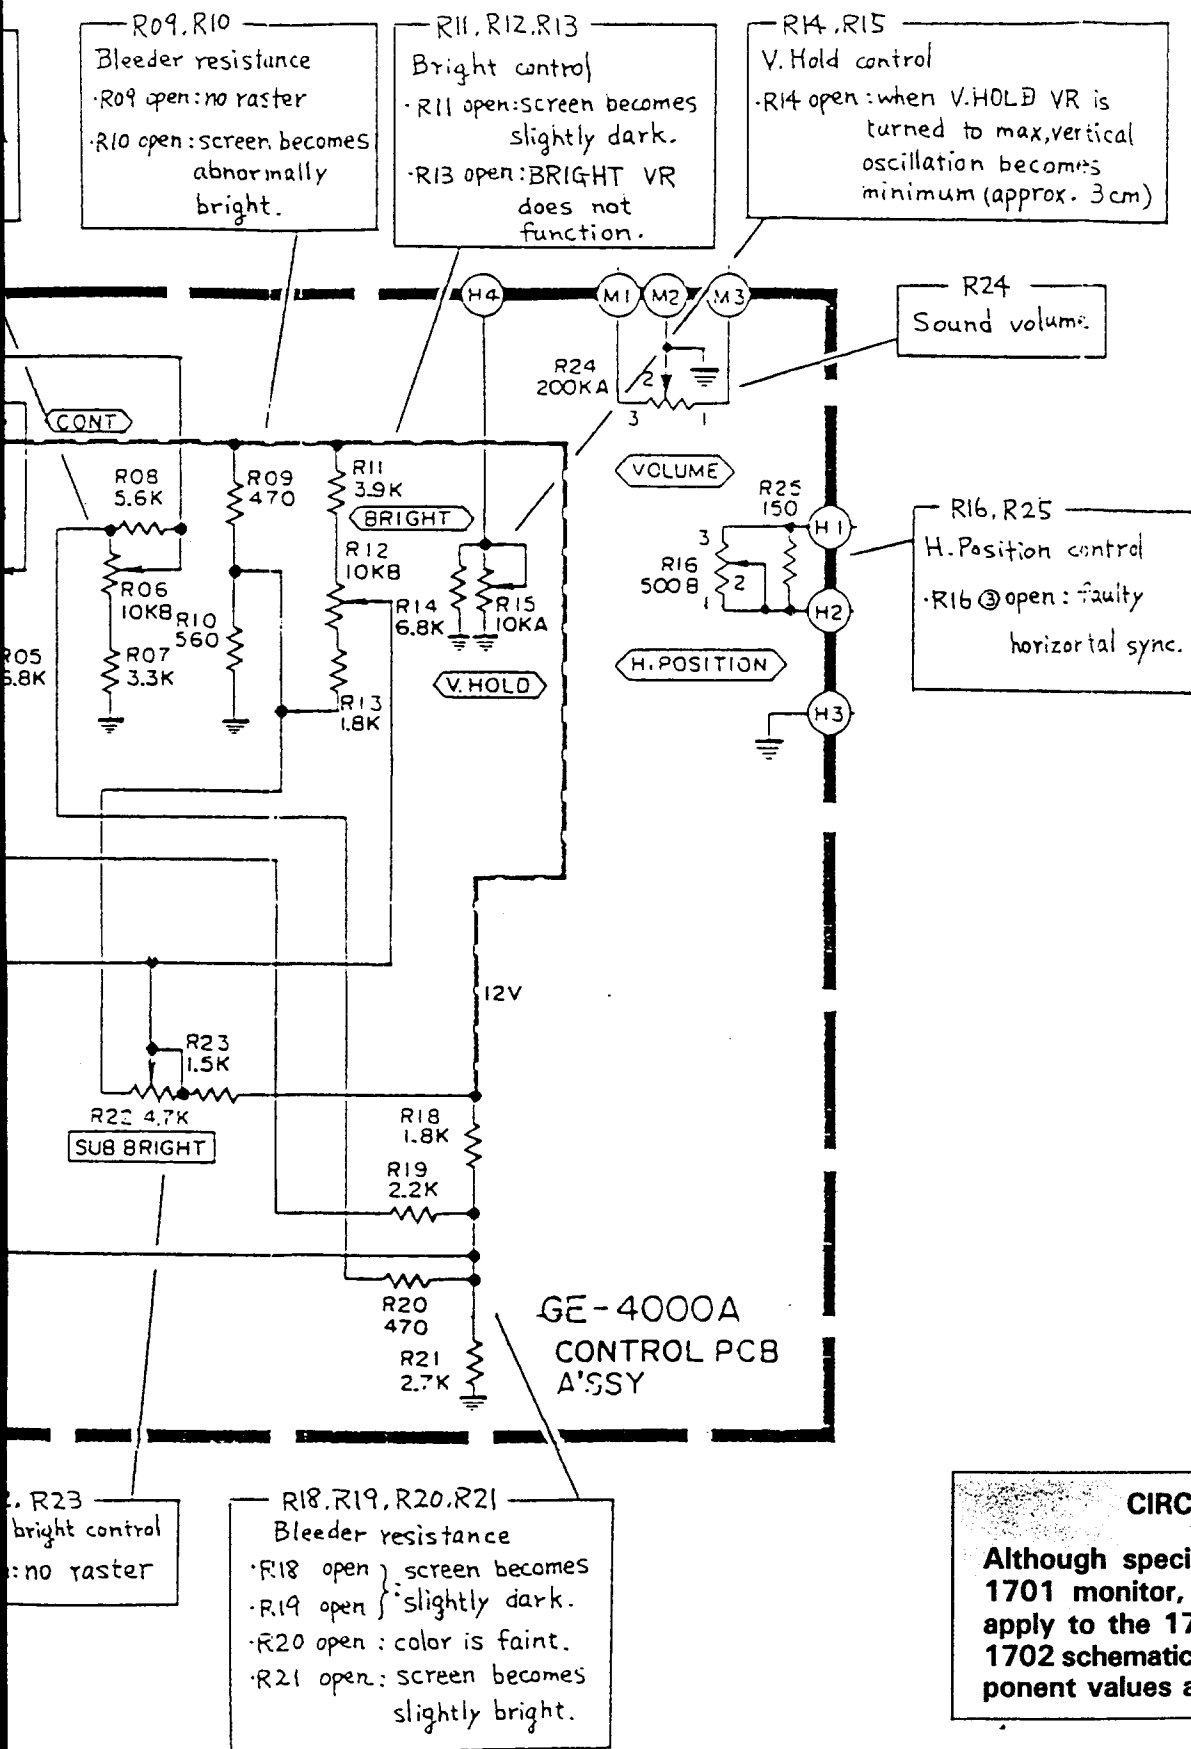 R09, R10
Bleeder resistance
·R09 open: no raster
·R10 open: screen becomes
abnormally
bright.
R11, R12, R13
Bright control
·R11 open: screen becomes
slightly dark.
·R13 open: BRIGHT VR
does not
function.
R14, R15
V. Hold control
·R14 open: when V.HOLD VR is
turned to max, vertical
oscillation becomes
minimum (approx. 3cm)
H4
M1
M2
M3
R24
Sound volume
R24
200KA
2
3
1
CONT
VOLUME
R08
5.6K
R09
470
R11
3.9K
BRIGHT
R25
150
H1
R16, R25
H. Position control
·R16 ③ open: faulty
horizontal sync.
3
R16
500B
2
1
H2
R06
10KB
R12
10KB
R14
6.8K
R15
10KA
R10
560
R05
6.8K
R07
3.3K
R13
1.8K
V. HOLD
H. POSITION
H3
12V
R23
1.5K
R22 4.7K
SUB BRIGHT
R18
1.8K
R19
2.2K
R20
470
R21
2.7K
GE-4000A
CONTROL PCB
A'SSY
R23
bright control
: no raster
R18, R19, R20, R21
Bleeder resistance
·R18 open } screen becomes
·R19 open } : slightly dark.
·R20 open : color is faint.
·R21 open : screen becomes
slightly bright.
CIRC
Although speci
1701 monitor,
apply to the 17
1702 schematic
ponent values a